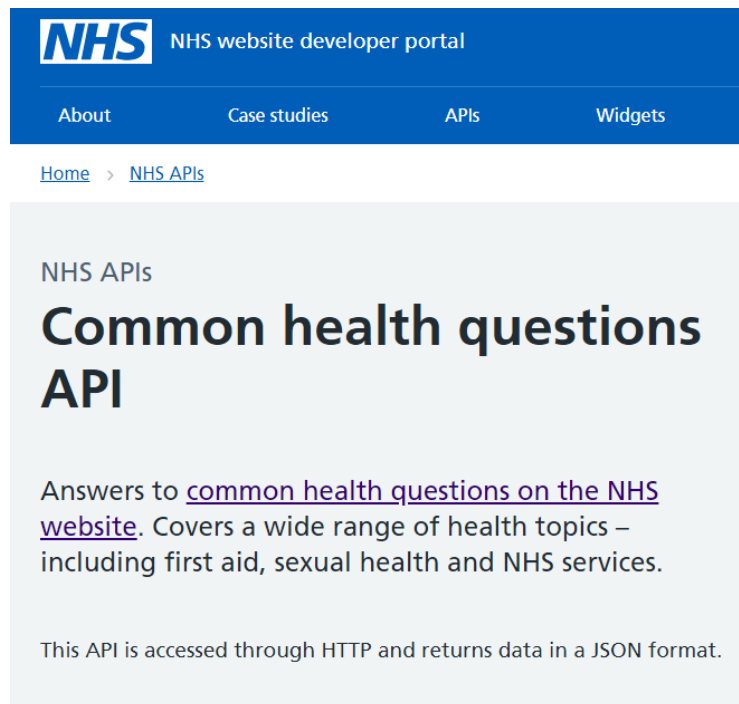 NHS NHS website developer portal
About Case studies APIs Widgets
Home > NHS APIs
NHS APIs
Common health questions
API
Answers to common health questions on the NHS
website. Covers a wide range of health topics –
including first aid, sexual health and NHS services.
This API is accessed through HTTP and returns data in a JSON format.